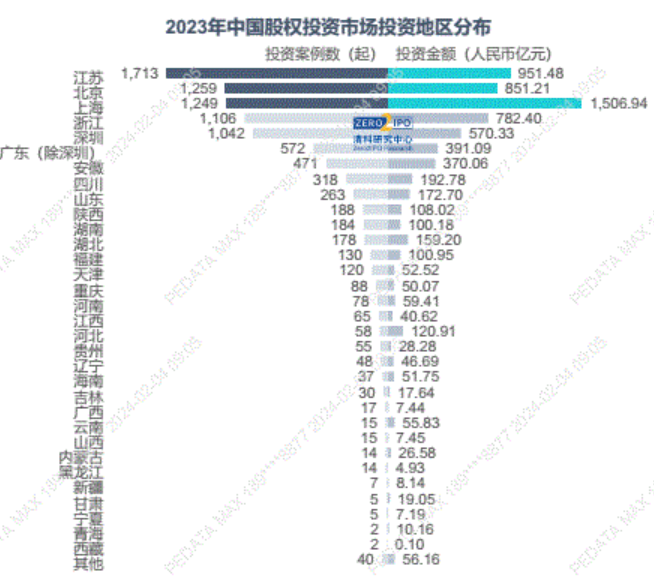 2023年中国股权投资市场投资地区分布
投资案例数（起） 投资金额（人民币亿元）
江苏 1,713 951.48
北京 1,259 851.21
上海 1,249 1,506.94
浙江 1,106 782.40
深圳 1,042 570.33
广东（除深圳） 572 391.09
安徽 471 370.06
四川 318 192.78
山东 263 172.70
陕西 188 108.02
湖南 184 100.18
湖北 178 159.20
福建 130 100.95
天津 120 52.52
重庆 88 50.07
河南 78 59.41
江西 65 40.62
河北 58 120.91
贵州 55 28.28
辽宁 48 46.69
海南 37 51.75
吉林 30 17.64
广西 17 7.44
云南 15 55.83
山西 15 7.45
内蒙古 14 26.58
黑龙江 14 4.93
新疆 7 8.14
甘肃 5 19.05
宁夏 5 7.19
青海 2 10.16
西藏 2 0.10
其他 40 56.16
ZERO2IPO
清科研究中心
PEDATA MAX 189****8877 2024-02-04 09:05